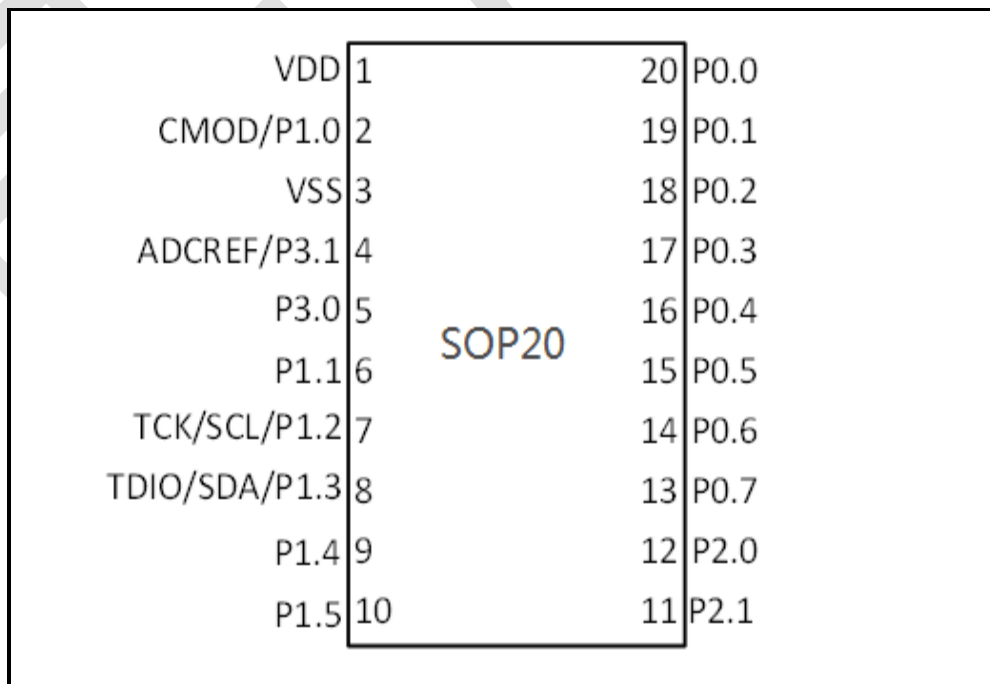 VDD 1 20 P0.0
CMOD/P1.0 2 19 P0.1
VSS 3 18 P0.2
ADCREF/P3.1 4 17 P0.3
P3.0 5 16 P0.4
SOP20
P1.1 6 15 P0.5
TCK/SCL/P1.2 7 14 P0.6
TDIO/SDA/P1.3 8 13 P0.7
P1.4 9 12 P2.0
P1.5 10 11 P2.1